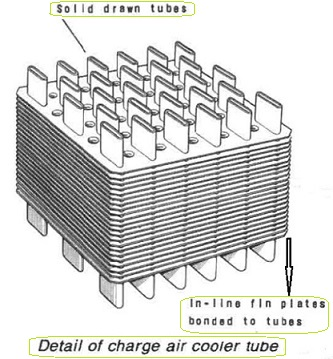 Solid drawn tubes
In-line fin plates
bonded to tubes
Detail of charge air cooler tube